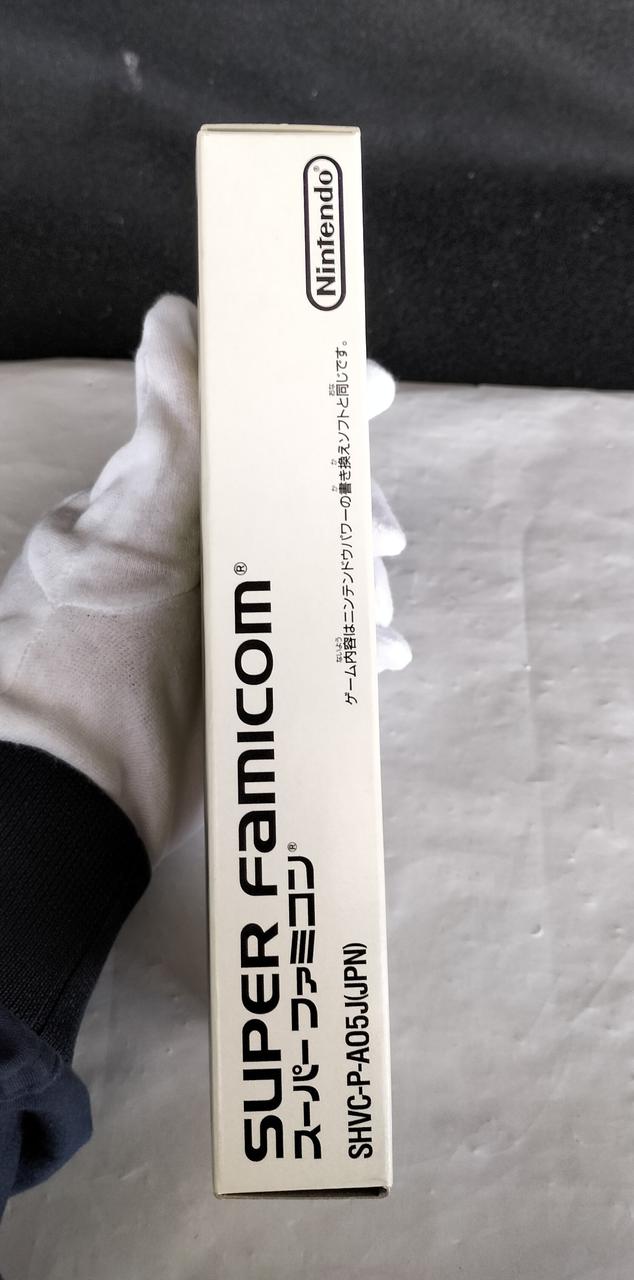 SUPER FAMICOM®
スーパーファミコン®
SHVC-P-A05J(JPN)
ゲーム内容はニンテンドウパワーの書き換えソフトと同じです。
Nintendo®